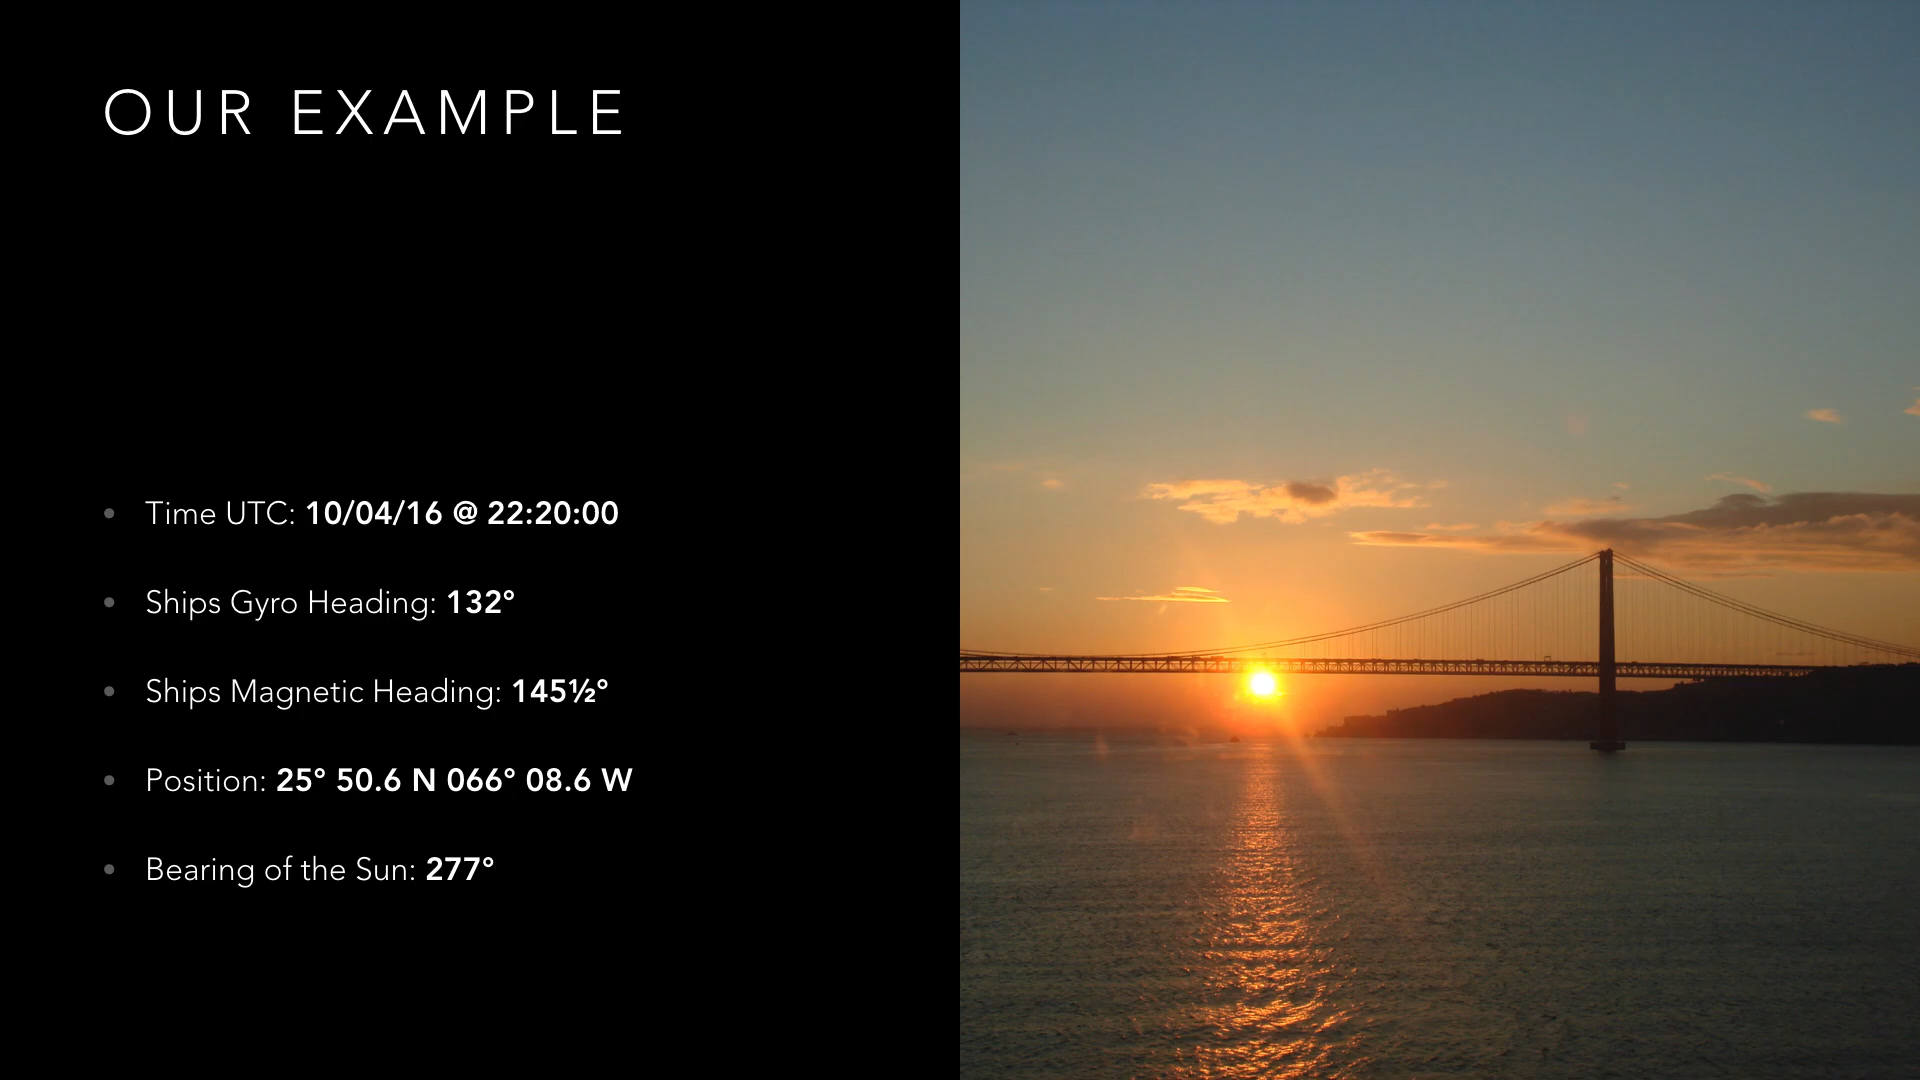 OUR EXAMPLE
• Time UTC: 10/04/16 @ 22:20:00
• Ships Gyro Heading: 132°
• Ships Magnetic Heading: 145½°
• Position: 25° 50.6 N 066° 08.6 W
• Bearing of the Sun: 277°